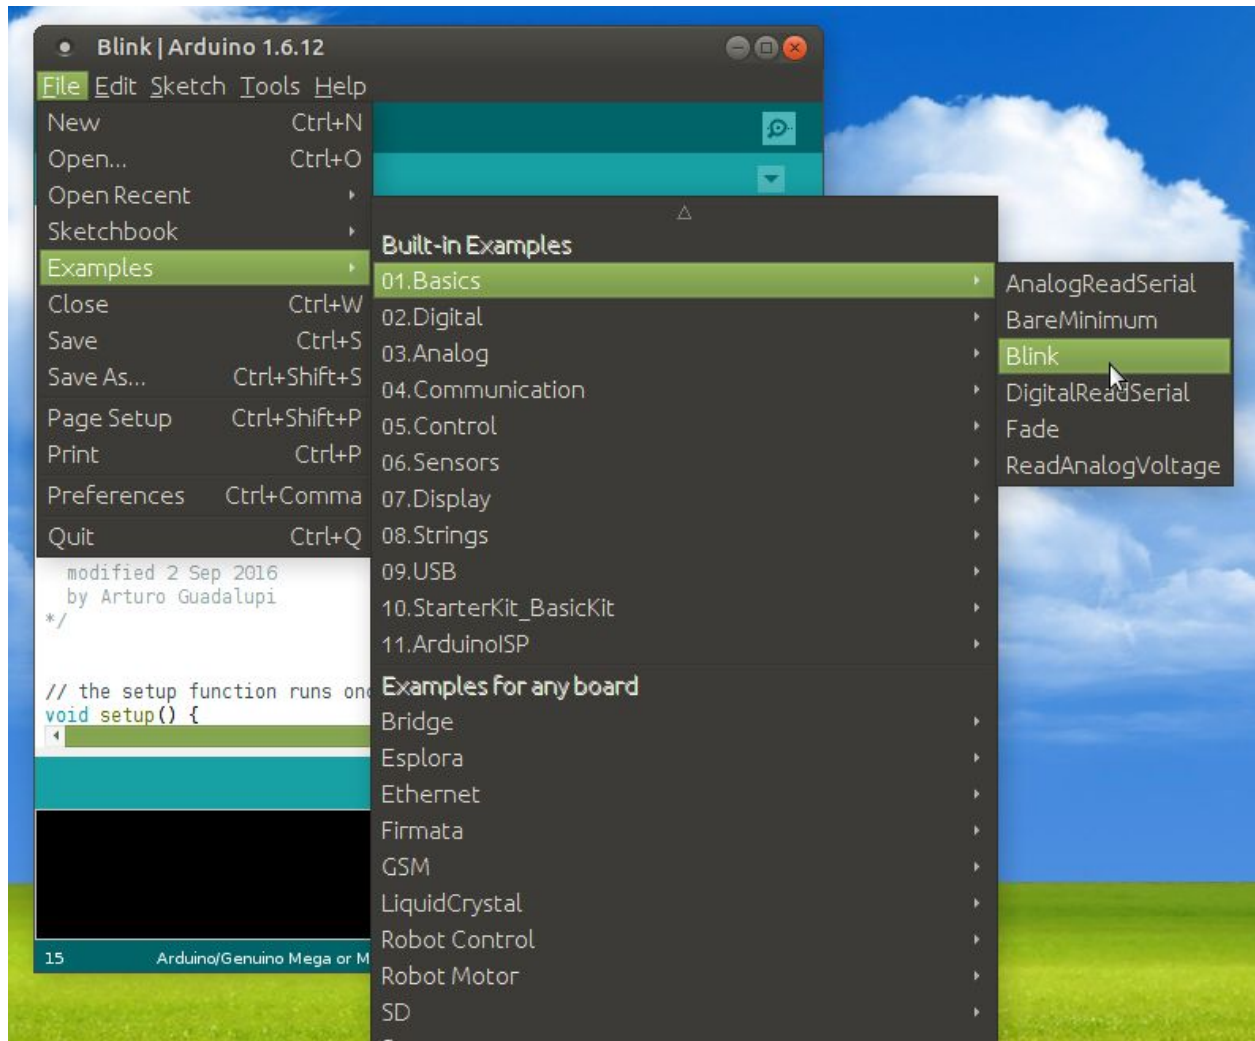 Blink | Arduino 1.6.12
File Edit Sketch Tools Help
New Ctrl+N
Open... Ctrl+O
Open Recent
Sketchbook
Examples
Close Ctrl+W
Save Ctrl+S
Save As... Ctrl+Shift+S
Page Setup Ctrl+Shift+P
Print Ctrl+P
Preferences Ctrl+Comma
Quit Ctrl+Q
Built-in Examples
01.Basics
02.Digital
03.Analog
04.Communication
05.Control
06.Sensors
07.Display
08.Strings
09.USB
10.StarterKit_BasicKit
11.ArduinoISP
Examples for any board
Bridge
Esplora
Ethernet
Firmata
GSM
LiquidCrystal
Robot Control
Robot Motor
SD
AnalogReadSerial
BareMinimum
Blink
DigitalReadSerial
Fade
ReadAnalogVoltage
modified 2 Sep 2016
by Arturo Guadalupi
*/
// the setup function runs
void setup() {
15 Arduino/Genuino Mega or